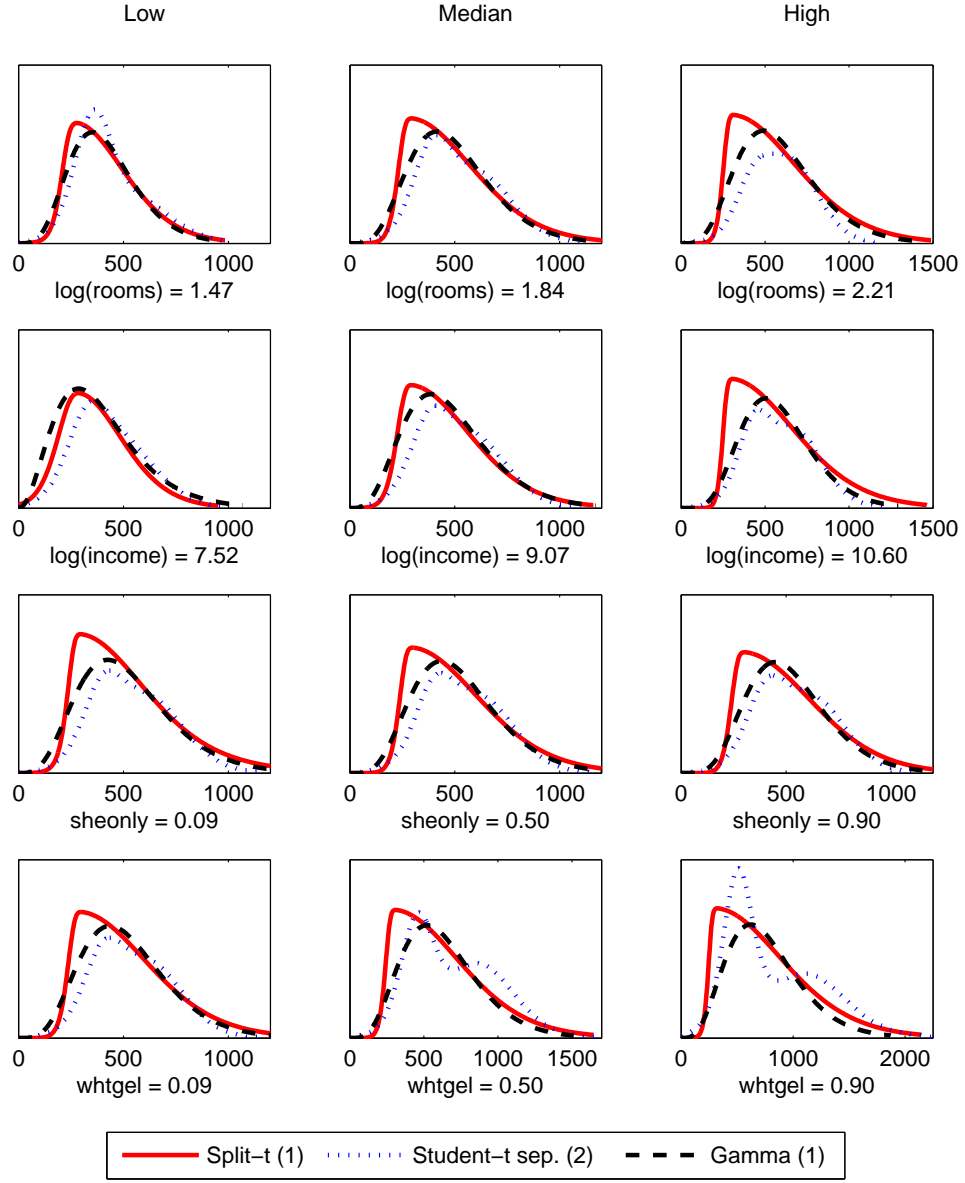 Low Median High
0 500 1000 0 500 1000 0 500 1000 1500
log(rooms) = 1.47 log(rooms) = 1.84 log(rooms) = 2.21
0 500 1000 0 500 1000 0 500 1000 1500
log(income) = 7.52 log(income) = 9.07 log(income) = 10.60
0 500 1000 0 500 1000 0 500 1000
sheonly = 0.09 sheonly = 0.50 sheonly = 0.90
0 500 1000 0 500 1000 1500 0 1000 2000
whtgel = 0.09 whtgel = 0.50 whtgel = 0.90
Split−t (1) Student−t sep. (2) Gamma (1)